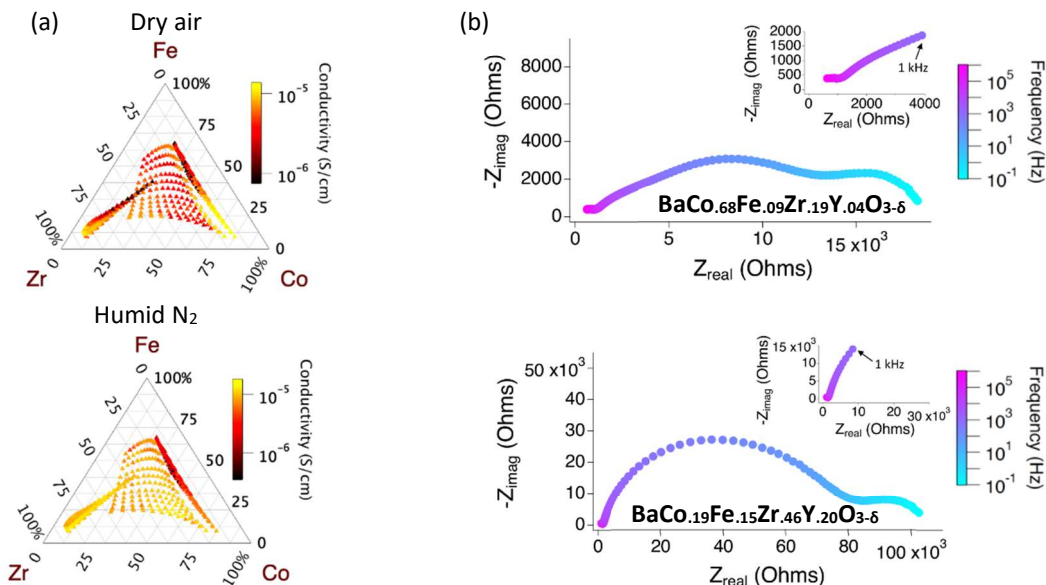 (a)
Dry air
Fe
100%
75
50
25
0
25
50
75
100%
0
25
50
75
100%
Zr
Co
Conductivity (S/cm)
10⁻⁵
10⁻⁶
Humid N₂
Fe
100%
75
50
25
0
25
50
75
100%
0
25
50
75
100%
Zr
Co
Conductivity (S/cm)
10⁻⁵
10⁻⁶
(b)
-Z_imag (Ohms)
8000
6000
4000
2000
0
0
5
10
15 x10³
Z_real (Ohms)
BaCo.68Fe.09Zr.19Y.04O3-δ
-Z_imag (Ohms)
2000
1500
1000
500
0
0
2000
4000
Z_real (Ohms)
1 kHz
Frequency (Hz)
10⁵
10³
10¹
10⁻¹
-Z_imag (Ohms)
50 x10³
40
30
20
10
0
0
20
40
60
80
100 x10³
Z_real (Ohms)
BaCo.19Fe.15Zr.46Y.20O3-δ
-Z_imag (Ohms)
15 x10³
10
5
0
0
10
20
30 x10³
Z_real (Ohms)
1 kHz
Frequency (Hz)
10⁵
10³
10¹
10⁻¹